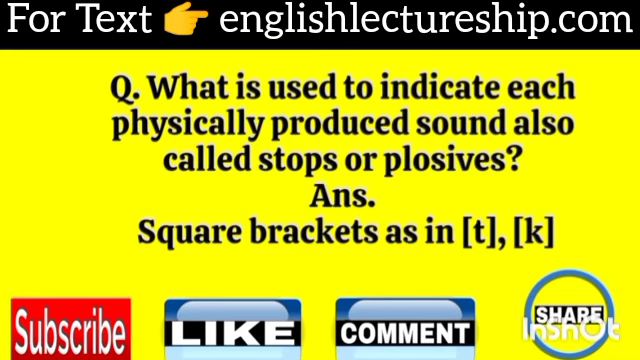 For Text 👉 englishlectureship.com
Q. What is used to indicate each
physically produced sound also
called stops or plosives?
Ans.
Square brackets as in [t], [k]
Subscribe
LIKE
COMMENT
SHARE
InShOt